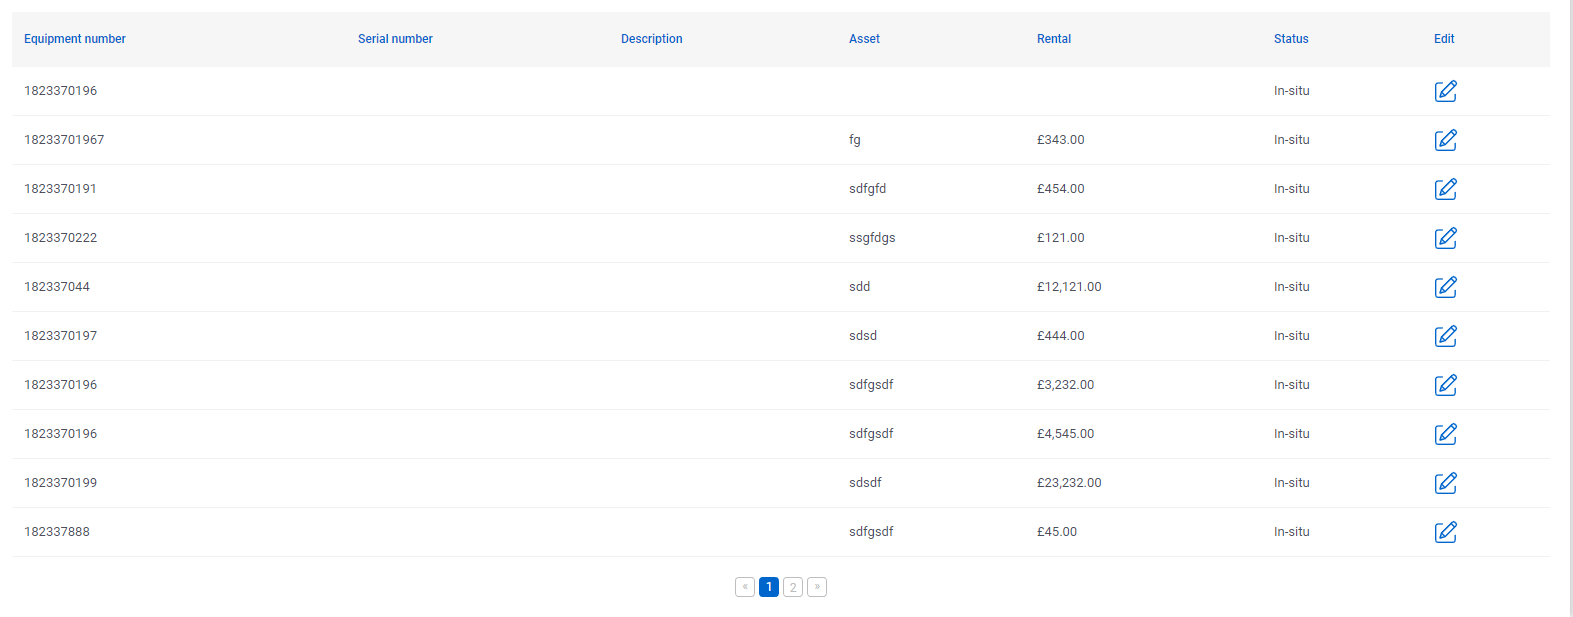 Equipment number Serial number Description Asset Rental Status Edit
1823370196 In-situ
18233701967 fg £343.00 In-situ
1823370191 sdfgfd £454.00 In-situ
1823370222 ssgfdgs £121.00 In-situ
182337044 sdd £12,121.00 In-situ
1823370197 sdsd £444.00 In-situ
1823370196 sdfgsdf £3,232.00 In-situ
1823370196 sdfgsdf £4,545.00 In-situ
1823370199 sdsdf £23,232.00 In-situ
182337888 sdfgsdf £45.00 In-situ
« 1 2 »